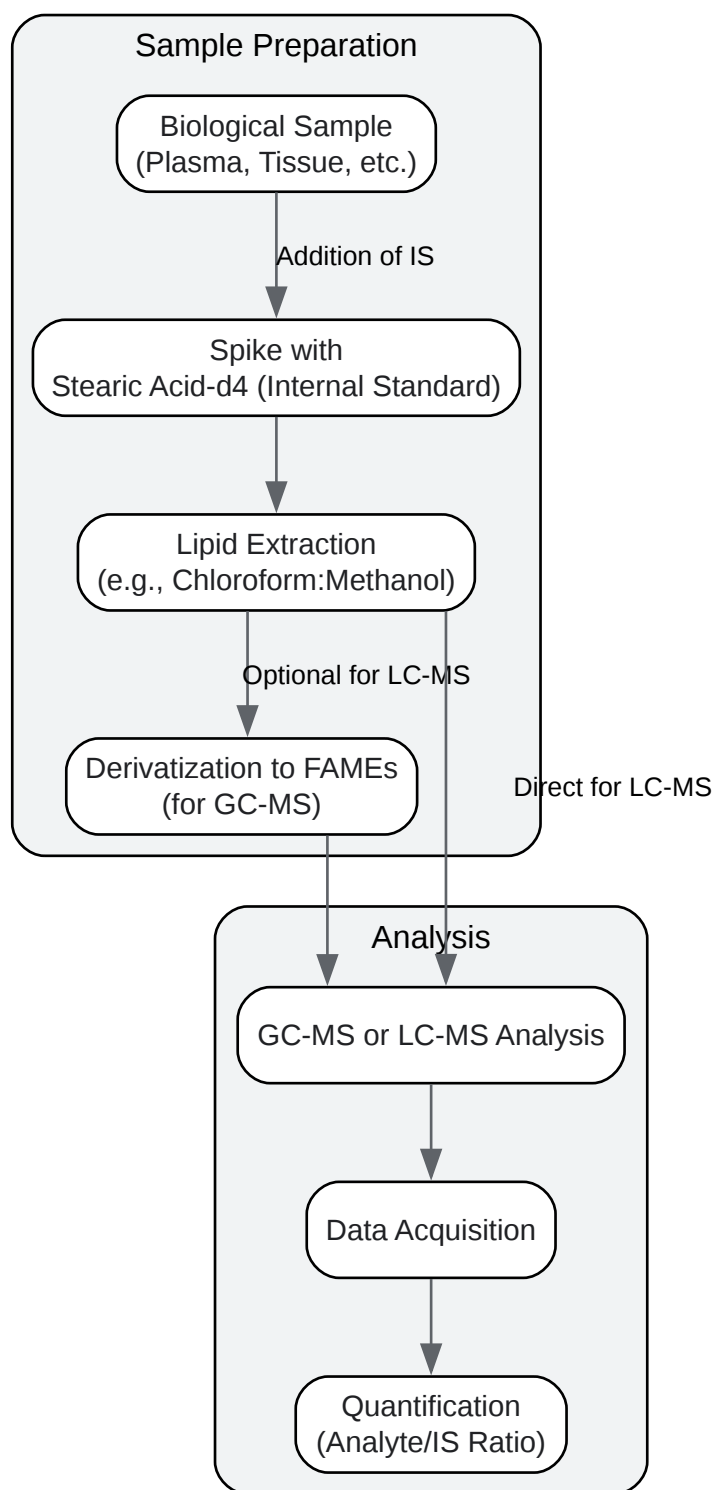 Sample Preparation
Biological Sample
(Plasma, Tissue, etc.)
Addition of IS
Spike with
Stearic Acid-d4 (Internal Standard)
Lipid Extraction
(e.g., Chloroform:Methanol)
Optional for LC-MS
Derivatization to FAMEs
(for GC-MS)
Direct for LC-MS
Analysis
GC-MS or LC-MS Analysis
Data Acquisition
Quantification
(Analyte/IS Ratio)